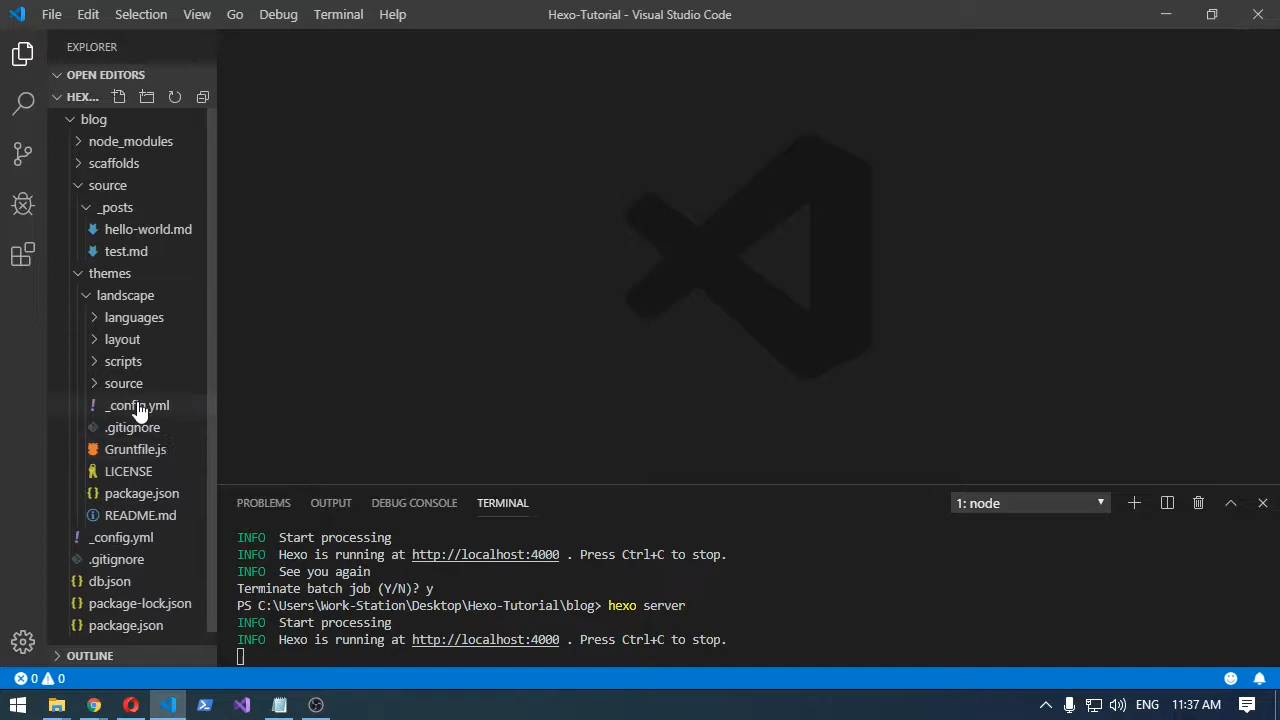 File Edit Selection View Go Debug Terminal Help
Hexo-Tutorial - Visual Studio Code
EXPLORER
OPEN EDITORS
HEX...
blog
node_modules
scaffolds
source
_posts
hello-world.md
test.md
themes
landscape
languages
layout
scripts
source
_config.yml
.gitignore
Gruntfile.js
LICENSE
package.json
README.md
_config.yml
.gitignore
db.json
package-lock.json
package.json
OUTLINE
PROBLEMS OUTPUT DEBUG CONSOLE TERMINAL
1: node
INFO Start processing
INFO Hexo is running at http://localhost:4000 . Press Ctrl+C to stop.
INFO See you again
Terminate batch job (Y/N)? y
PS C:\Users\Work-Station\Desktop\Hexo-Tutorial\blog> hexo server
INFO Start processing
INFO Hexo is running at http://localhost:4000 . Press Ctrl+C to stop.
0 0
ENG 11:37 AM